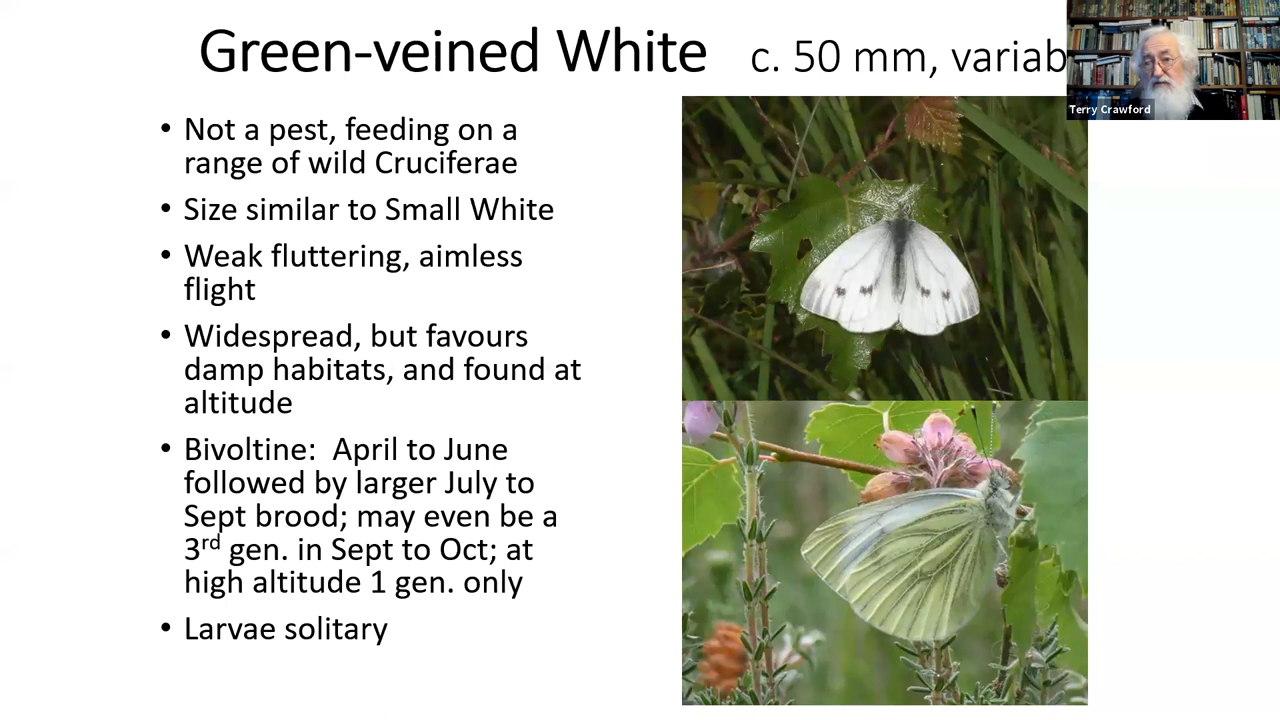 Green-veined White c. 50 mm, variab
Terry Crawford
• Not a pest, feeding on a
range of wild Cruciferae
• Size similar to Small White
• Weak fluttering, aimless
flight
• Widespread, but favours
damp habitats, and found at
altitude
• Bivoltine:  April to June
followed by larger July to
Sept brood; may even be a
3rd gen. in Sept to Oct; at
high altitude 1 gen. only
• Larvae solitary